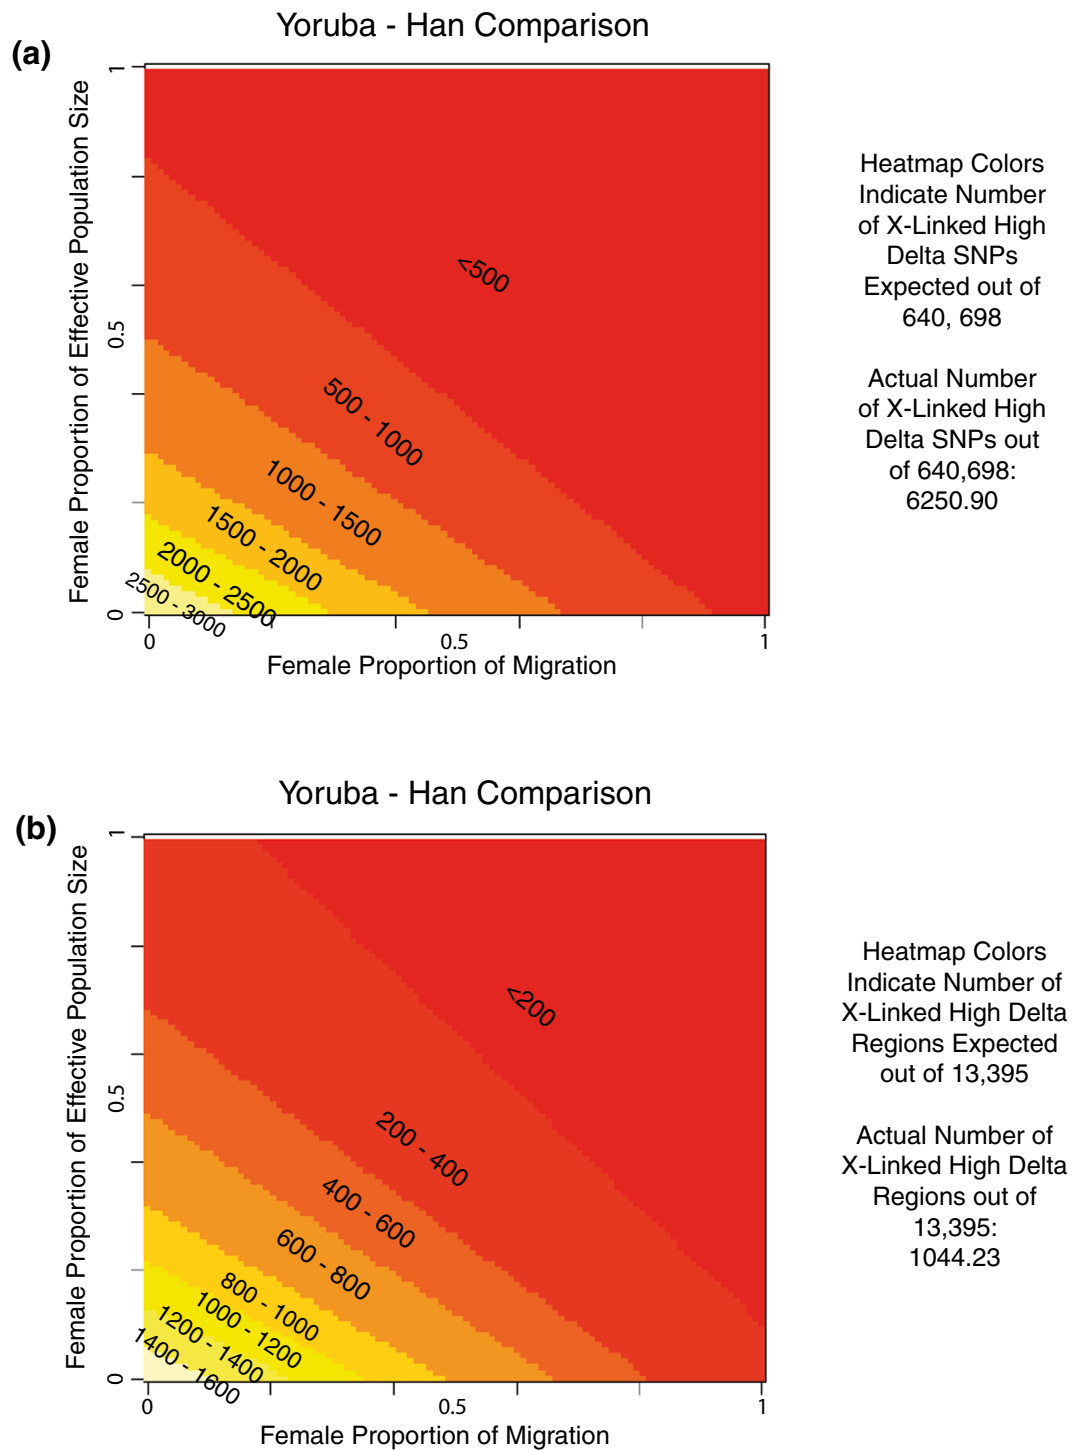 Yoruba - Han Comparison
(a)
Female Proportion of Effective Population Size
1
0.5
0
<500
500 - 1000
1000 - 1500
1500 - 2000
2000 - 2500
2500 - 3000
0
0.5
1
Female Proportion of Migration
Heatmap Colors
Indicate Number
of X-Linked High
Delta SNPs
Expected out of
640, 698
Actual Number
of X-Linked High
Delta SNPs out
of 640,698:
6250.90
Yoruba - Han Comparison
(b)
Female Proportion of Effective Population Size
1
0.5
0
<200
200 - 400
400 - 600
600 - 800
800 - 1000
1000 - 1200
1200 - 1400
1400 - 1600
0
0.5
1
Female Proportion of Migration
Heatmap Colors
Indicate Number of
X-Linked High Delta
Regions Expected
out of 13,395
Actual Number of
X-Linked High Delta
Regions out of
13,395:
1044.23